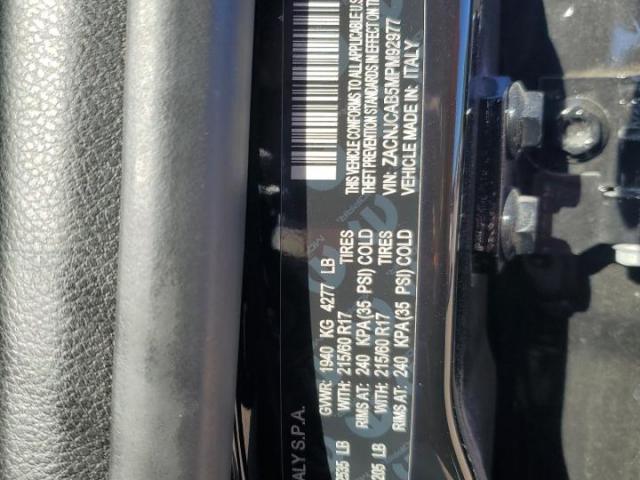 ALY S.P.A.
GVWR: 1940 KG 4277 LB
LB WITH: 215/60 R17 TIRES
RIMS AT: 240 KPA (35 PSI) COLD
205 LB WITH: 215/60 R17 TIRES
RIMS AT: 240 KPA (35 PSI) COLD
THIS VEHICLE CONFORMS TO ALL APPLICABLE U.S.
THEFT PREVENTION STANDARDS IN EFFECT ON THE
VIN: ZACNJCAB5MPM92977
VEHICLE MADE IN: ITALY